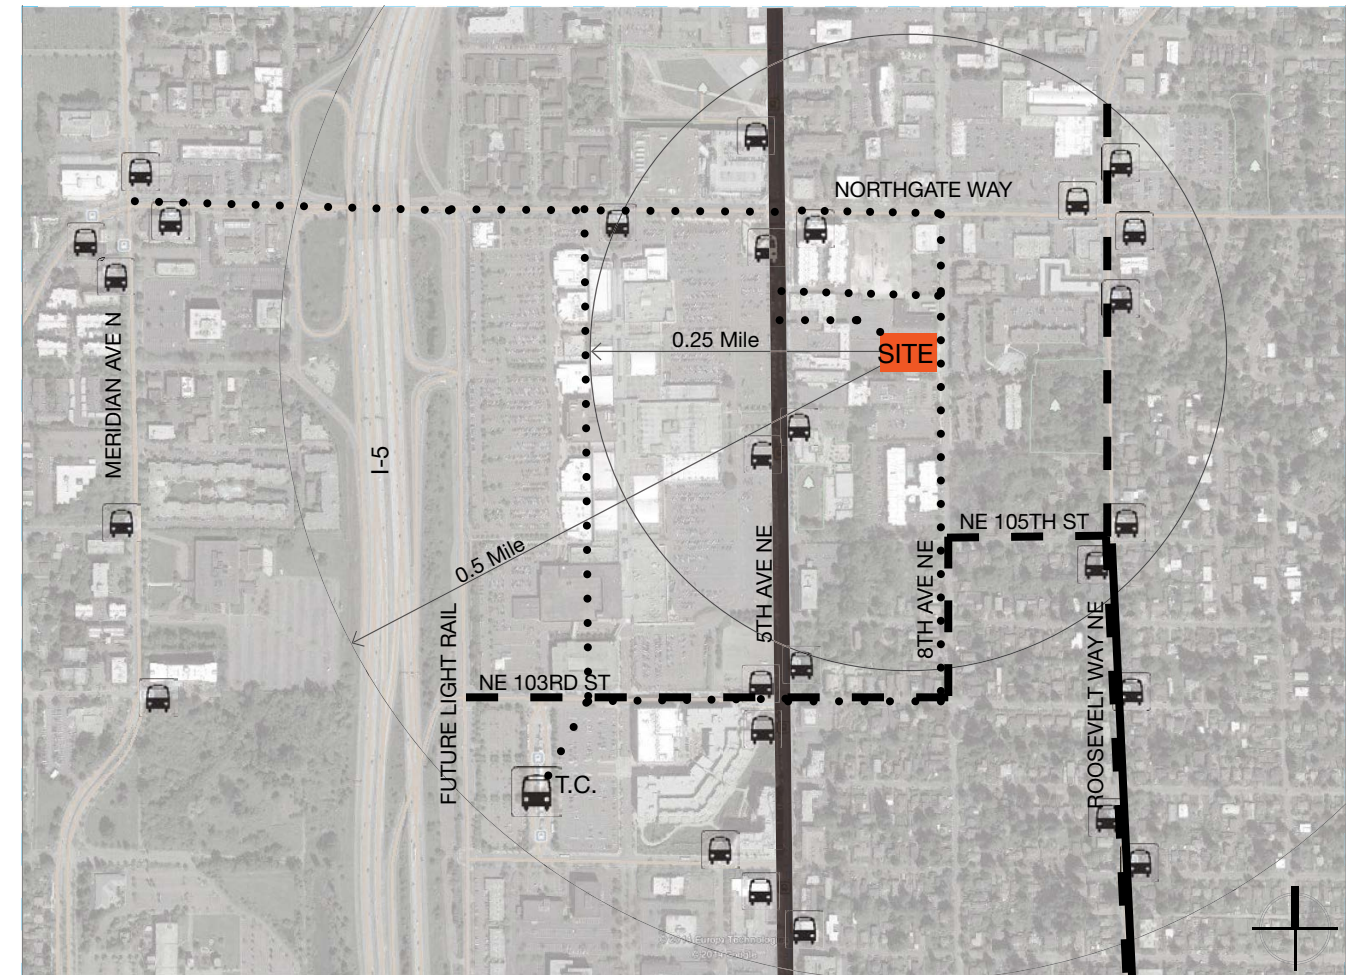 NORTHGATE WAY
0.25 Mile
SITE
MERIDIAN AVE N
I-5
0.5 Mile
5TH AVE NE
NE 105TH ST
8TH AVE NE
FUTURE LIGHT RAIL
NE 103RD ST
ROOSEVELT WAY NE
T.C.